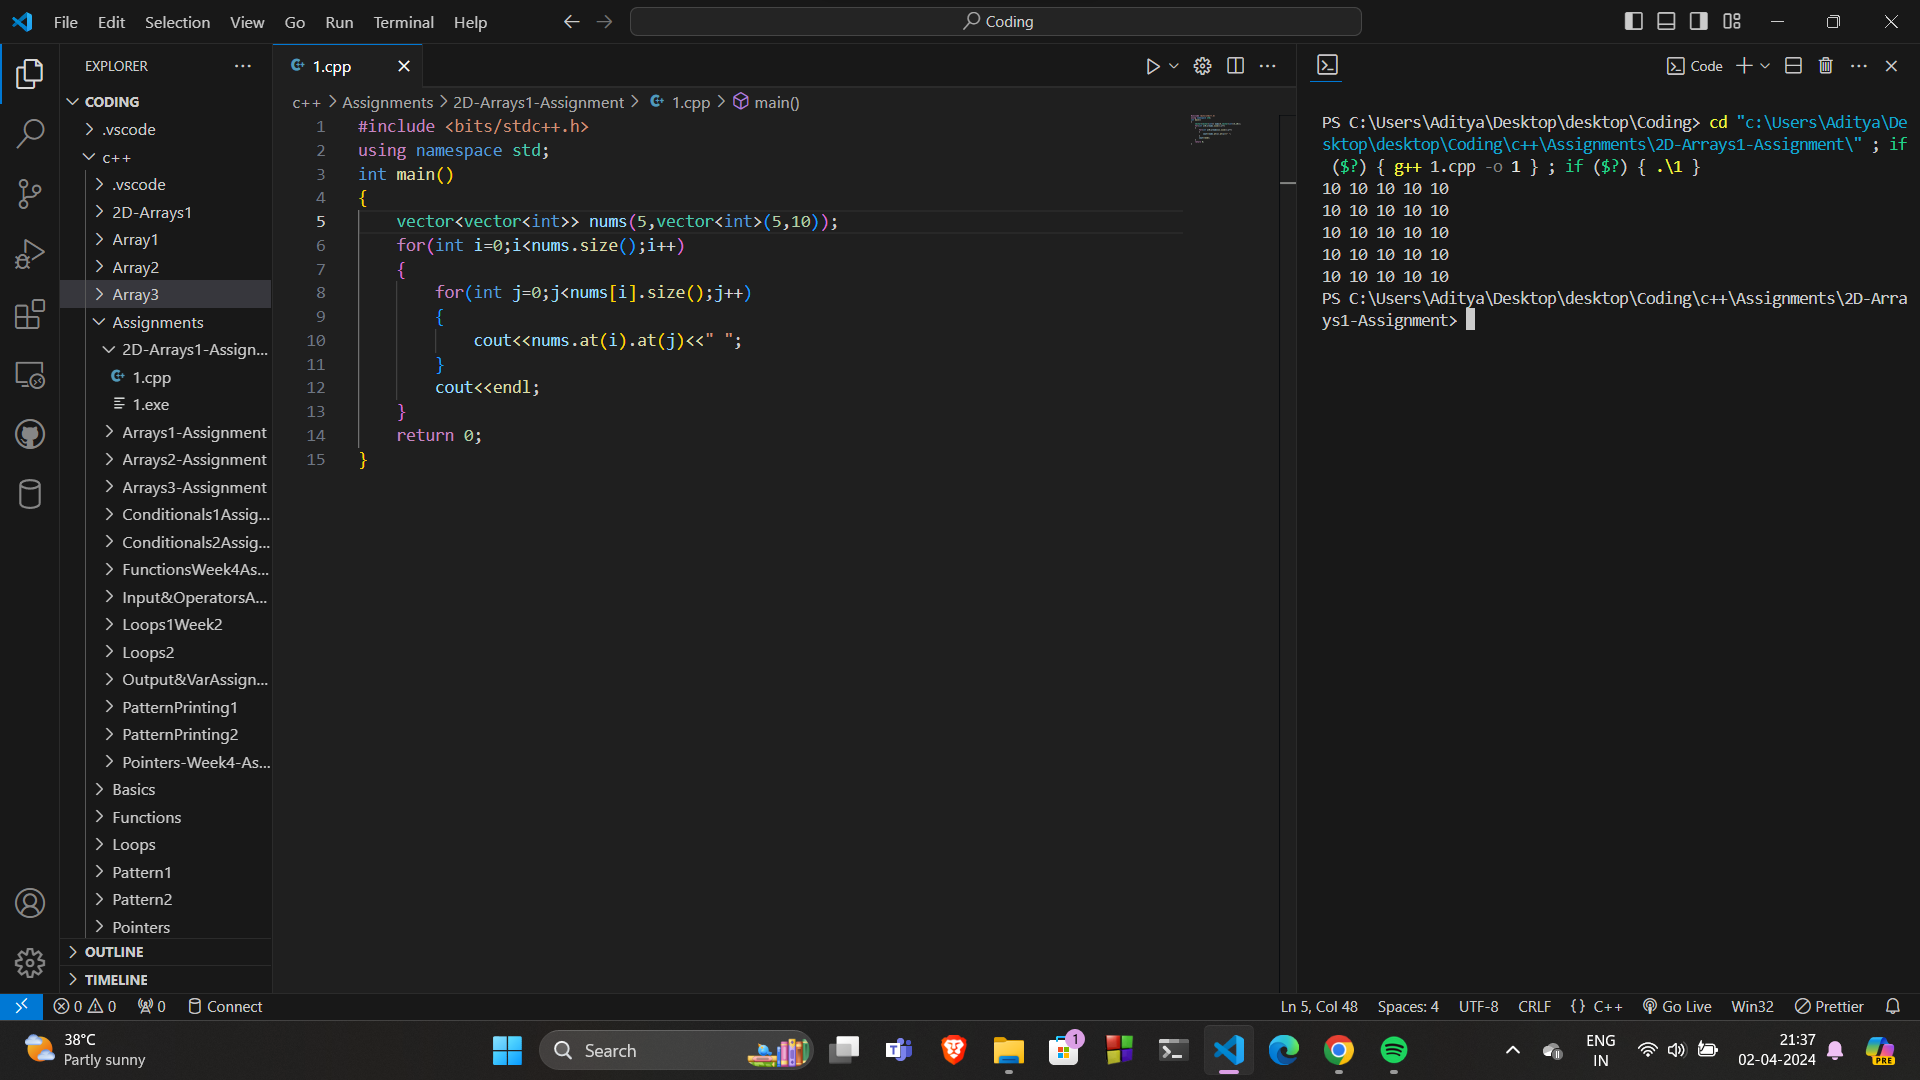 File Edit Selection View Go Run Terminal Help
Coding
EXPLORER
CODING
.vscode
c++
.vscode
2D-Arrays1
Array1
Array2
Array3
Assignments
2D-Arrays1-Assign...
1.cpp
1.exe
Arrays1-Assignment
Arrays2-Assignment
Arrays3-Assignment
Conditionals1Assig...
Conditionals2Assig...
FunctionsWeek4As...
Input&OperatorsA...
Loops1Week2
Loops2
Output&VarAssign...
PatternPrinting1
PatternPrinting2
Pointers-Week4-As...
Basics
Functions
Loops
Pattern1
Pattern2
Pointers
OUTLINE
TIMELINE
1.cpp
c++ > Assignments > 2D-Arrays1-Assignment > 1.cpp > main()
1 #include <bits/stdc++.h>
2 using namespace std;
3 int main()
4 {
5 vector<vector<int>> nums(5,vector<int>(5,10));
6 for(int i=0;i<nums.size();i++)
7 {
8 for(int j=0;j<nums[i].size();j++)
9 {
10 cout<<nums.at(i).at(j)<<" ";
11 }
12 cout<<endl;
13 }
14 return 0;
15 }
Code
PS C:\Users\Aditya\Desktop\desktop\Coding> cd "c:\Users\Aditya\De
sktop\desktop\Coding\c++\Assignments\2D-Arrays1-Assignment\" ; if
($?) { g++ 1.cpp -o 1 } ; if ($?) { .\1 }
10 10 10 10 10
10 10 10 10 10
10 10 10 10 10
10 10 10 10 10
10 10 10 10 10
PS C:\Users\Aditya\Desktop\desktop\Coding\c++\Assignments\2D-Arra
ys1-Assignment>
0 0 0 Connect
Ln 5, Col 48 Spaces: 4 UTF-8 CRLF {} C++ Go Live Win32 Prettier
38°C
Partly sunny
Search
1
ENG
IN
21:37
02-04-2024
PRE